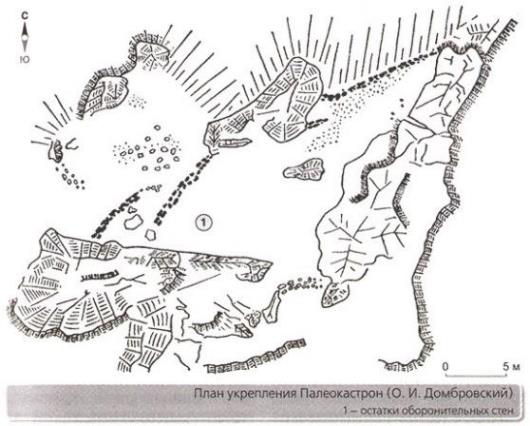 С
Ю
1
0 5 м
План укрепления Палеокастрон (О. И. Домбровский)
1 – остатки оборонительных стен